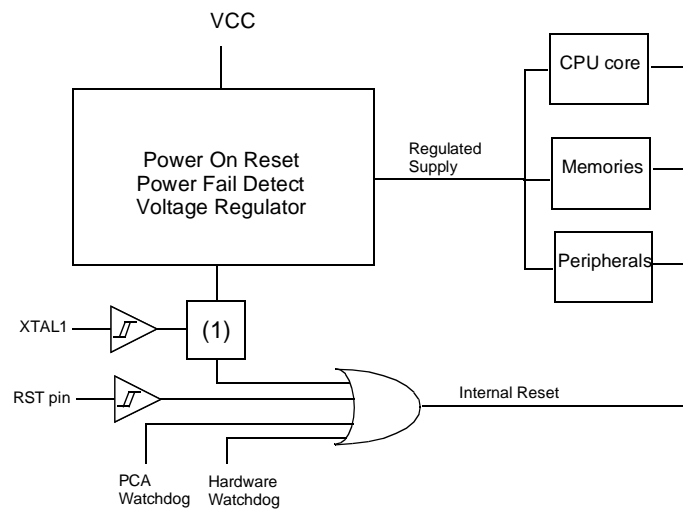 VCC
CPU core
Power On Reset
Power Fail Detect
Voltage Regulator
Regulated
Supply
Memories
Peripherals
XTAL1
(1)
RST pin
Internal Reset
PCA
Watchdog
Hardware
Watchdog